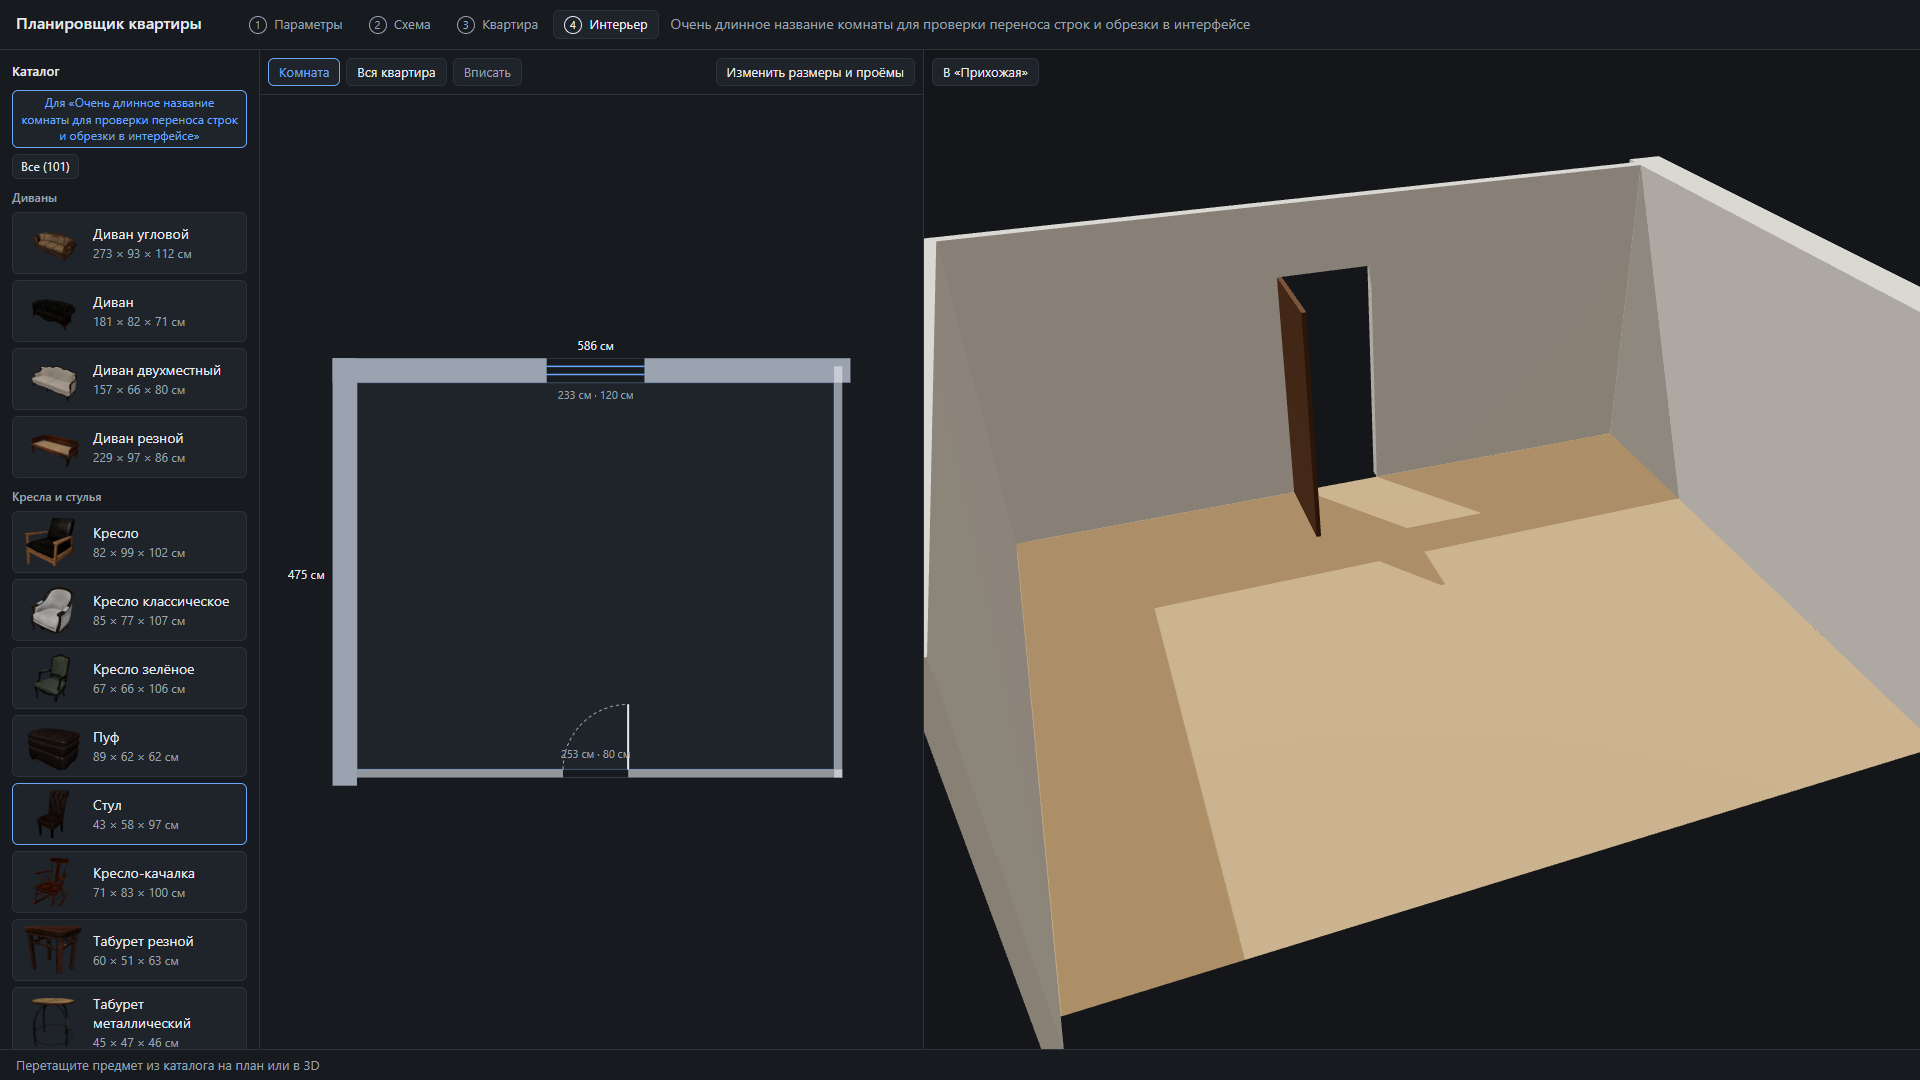 Планировщик квартиры
1 Параметры
2 Схема
3 Квартира
4 Интерьер
Очень длинное название комнаты для проверки переноса строк и обрезки в интерфейсе
Каталог
Для «Очень длинное название
комнаты для проверки переноса строк
и обрезки в интерфейсе»
Все (101)
Диваны
Диван угловой
273 × 93 × 112 см
Диван
181 × 82 × 71 см
Диван двухместный
157 × 66 × 80 см
Диван резной
229 × 97 × 86 см
Кресла и стулья
Кресло
82 × 99 × 102 см
Кресло классическое
85 × 77 × 107 см
Кресло зелёное
67 × 66 × 106 см
Пуф
89 × 62 × 62 см
Стул
43 × 58 × 97 см
Кресло-качалка
71 × 83 × 100 см
Табурет резной
60 × 51 × 63 см
Табурет
металлический
45 × 47 × 46 см
Комната
Вся квартира
Вписать
Изменить размеры и проёмы
586 см
233 см · 120 см
475 см
253 см · 80 см
В «Прихожая»
Перетащите предмет из каталога на план или в 3D